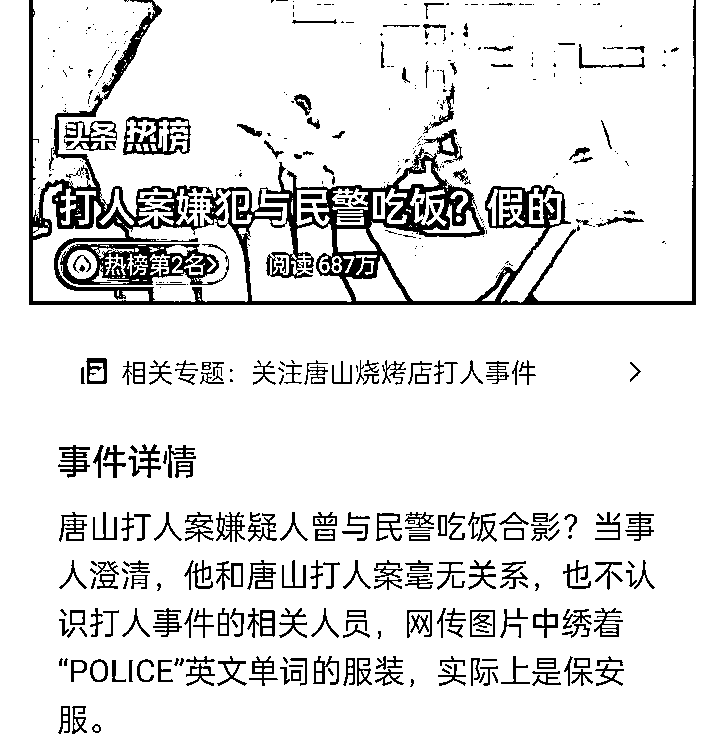 头条 热榜
打人案嫌犯与民警吃饭？假的
热榜第2名>
阅读 687万
相关专题：关注唐山烧烤店打人事件
事件详情
唐山打人案嫌疑人曾与民警吃饭合影？当事
人澄清，他和唐山打人案毫无关系，也不认
识打人事件的相关人员，网传图片中绣着
“POLICE”英文单词的服装，实际上是保安
服。